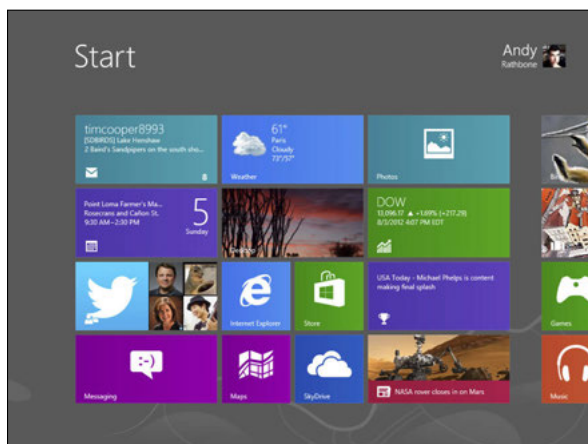 Start
Andy
Rathbone
timcooper8993
[SDBIRDS] Lake Henshaw
2 Baird's Sandpipers on the south sho...
8
61°
Paris
Cloudy
73°/57°
Weather
Photos
Point Loma Farmer's Ma...
Rosecrans and Cañon St.
9:30 AM–2:30 PM
5
Sunday
Desktop
DOW
13,096.17 ▲ +1.69% (+217.29)
8/3/2012 4:07 PM EDT
Internet Explorer
Store
USA Today - Michael Phelps is content
making final splash
Games
Messaging
:-)
Maps
SkyDrive
NASA rover closes in on Mars
Music